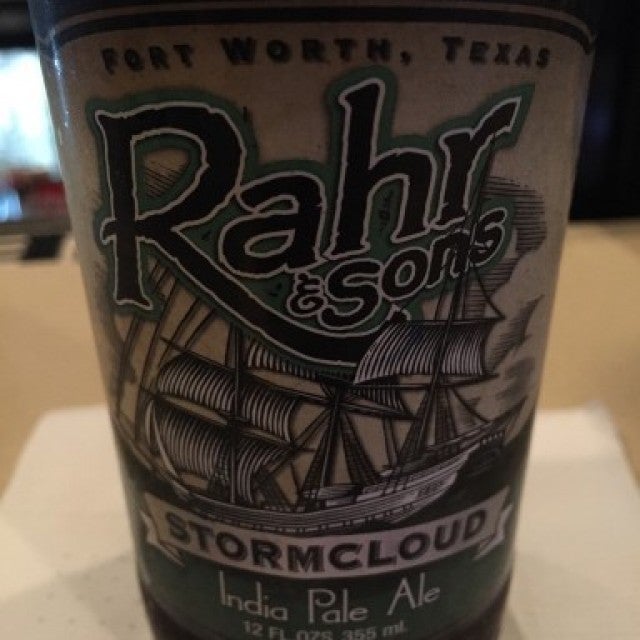 FORT WORTH, TEXAS
Rahr
& Sons
STORMCLOUD
India Pale Ale
12 FL OZS 355 ml